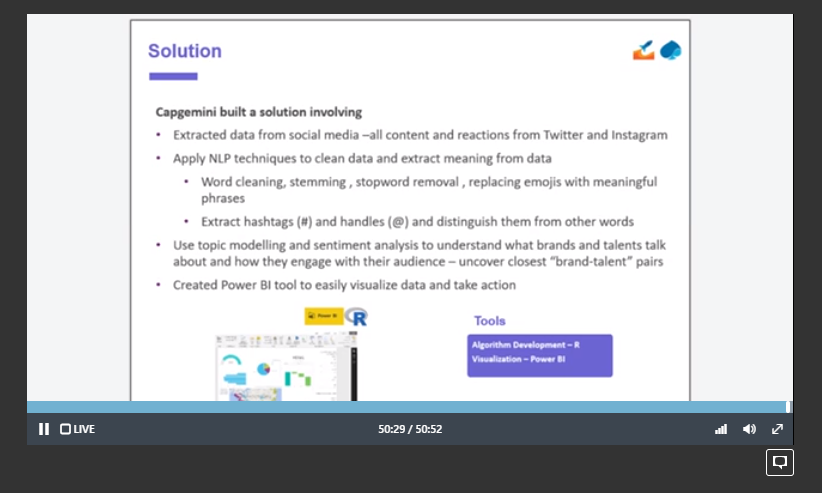 Solution
Capgemini built a solution involving
• Extracted data from social media –all content and reactions from Twitter and Instagram
• Apply NLP techniques to clean data and extract meaning from data
• Word cleaning, stemming , stopword removal , replacing emojis with meaningful
phrases
• Extract hashtags (#) and handles (@) and distinguish them from other words
• Use topic modelling and sentiment analysis to understand what brands and talents talk
about and how they engage with their audience – uncover closest “brand-talent” pairs
• Created Power BI tool to easily visualize data and take action
Power BI
R
Tools
Algorithm Development – R
Visualization – Power BI
LIVE
50:29 / 50:52